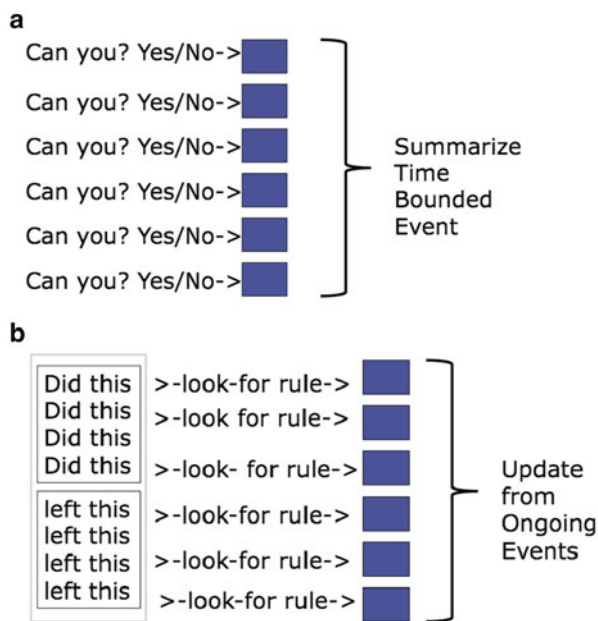 a
Can you? Yes/No->
Can you? Yes/No->
Can you? Yes/No->
Can you? Yes/No->
Can you? Yes/No->
Can you? Yes/No->
Summarize
Time
Bounded
Event
b
Did this
Did this
Did this
Did this
left this
left this
left this
left this
>-look-for rule->
>-look for rule->
>-look- for rule->
>-look-for rule->
>-look-for rule->
>-look-for rule->
Update
from
Ongoing
Events